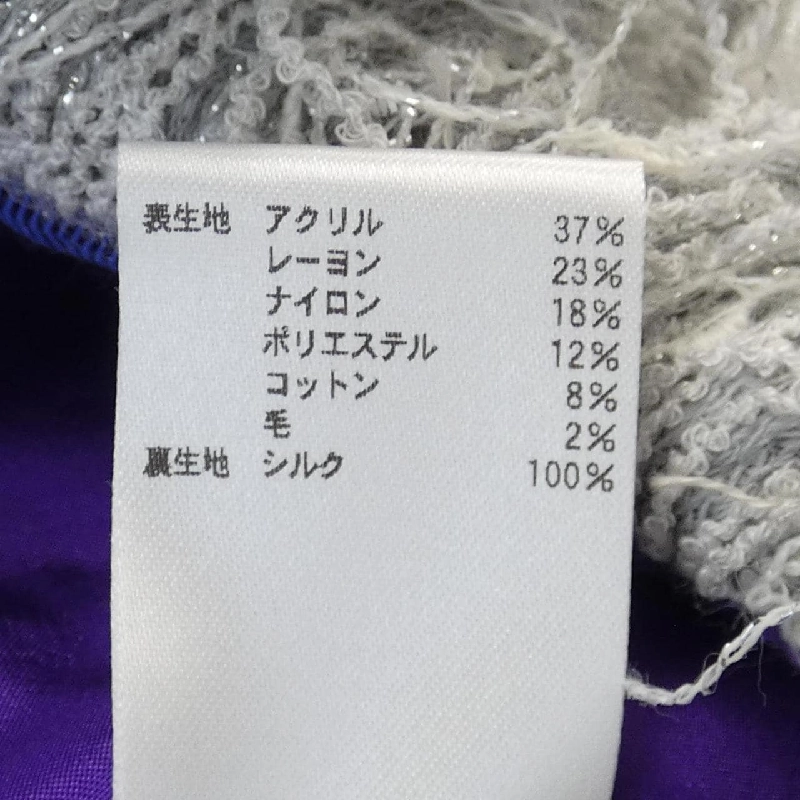 表生地 アクリル 37%
レーヨン 23%
ナイロン 18%
ポリエステル 12%
コットン 8%
毛 2%
裏生地 シルク 100%